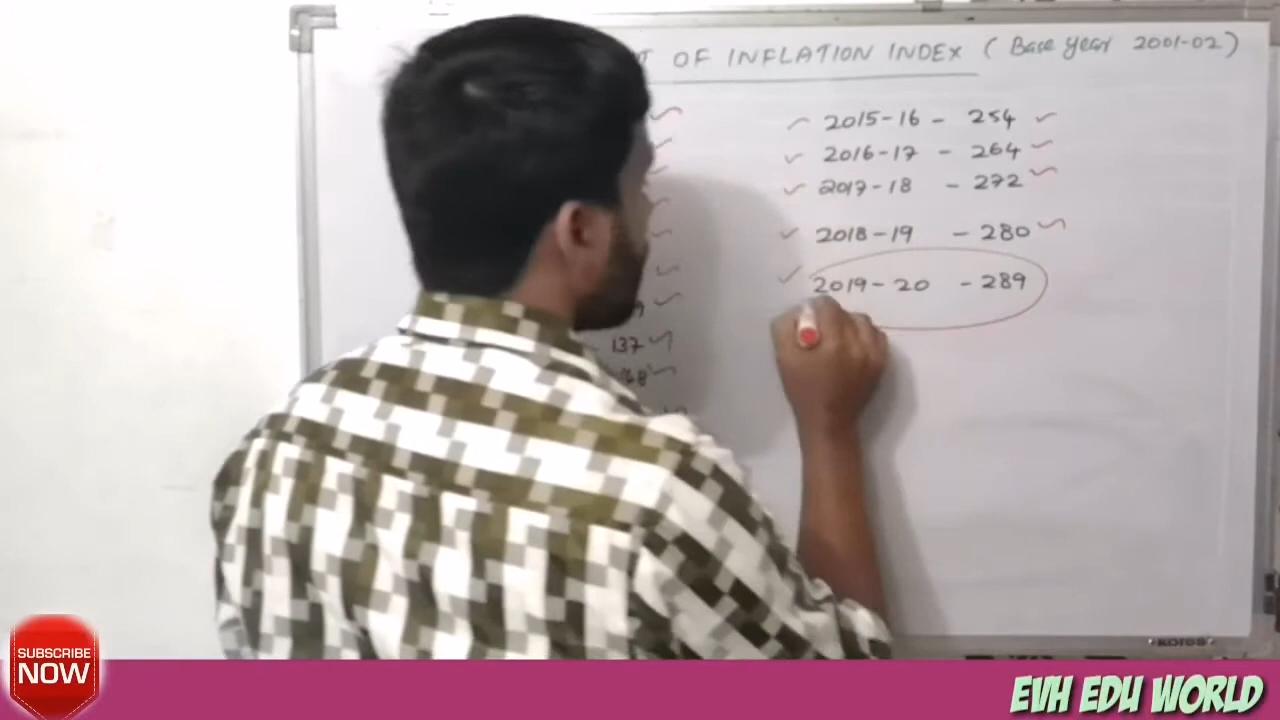 OF INFLATION INDEX ( Base year 2001-02 )
137
2015-16 - 254
2016-17 - 264
2017-18 - 272
2018-19 - 280
2019-20 - 289
KOROS
SUBSCRIBE
NOW
EVH EDU WORLD